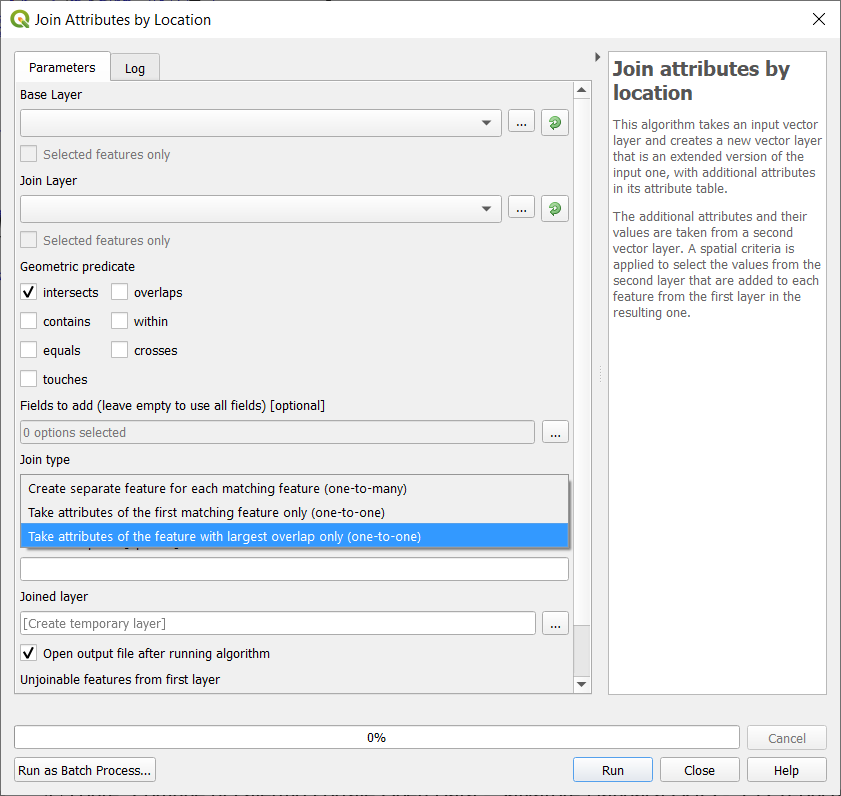 Join Attributes by Location
Parameters
Log
Base Layer
...
Selected features only
Join Layer
...
Selected features only
Geometric predicate
intersects
overlaps
contains
within
equals
crosses
touches
Fields to add (leave empty to use all fields) [optional]
0 options selected
...
Join type
Create separate feature for each matching feature (one-to-many)
Take attributes of the first matching feature only (one-to-one)
Take attributes of the feature with largest overlap only (one-to-one)
Joined layer
[Create temporary layer]
...
Open output file after running algorithm
Unjoinable features from first layer
Join attributes by
location
This algorithm takes an input vector
layer and creates a new vector layer
that is an extended version of the
input one, with additional attributes
in its attribute table.
The additional attributes and their
values are taken from a second
vector layer. A spatial criteria is
applied to select the values from the
second layer that are added to each
feature from the first layer in the
resulting one.
0%
Cancel
Run as Batch Process...
Run
Close
Help